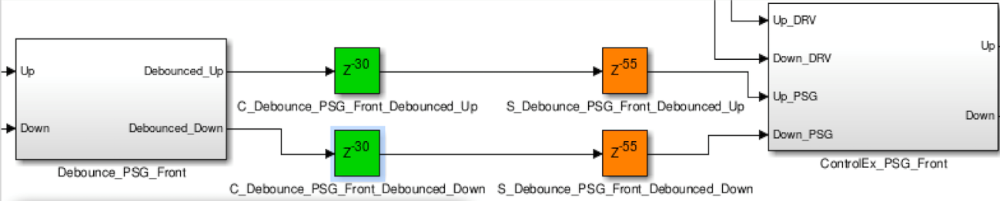 Up_DRV
Up
Down_DRV
Up Debounced_Up Z-30 Z-55
Up_PSG
C_Debounce_PSG_Front_Debounced_Up S_Debounce_PSG_Front_Debounced_Up
Down
Down Debounced_Down Z-30 Z-55 Down_PSG
Debounce_PSG_Front
ControlEx_PSG_Front
C_Debounce_PSG_Front_Debounced_Down S_Debounce_PSG_Front_Debounced_Down